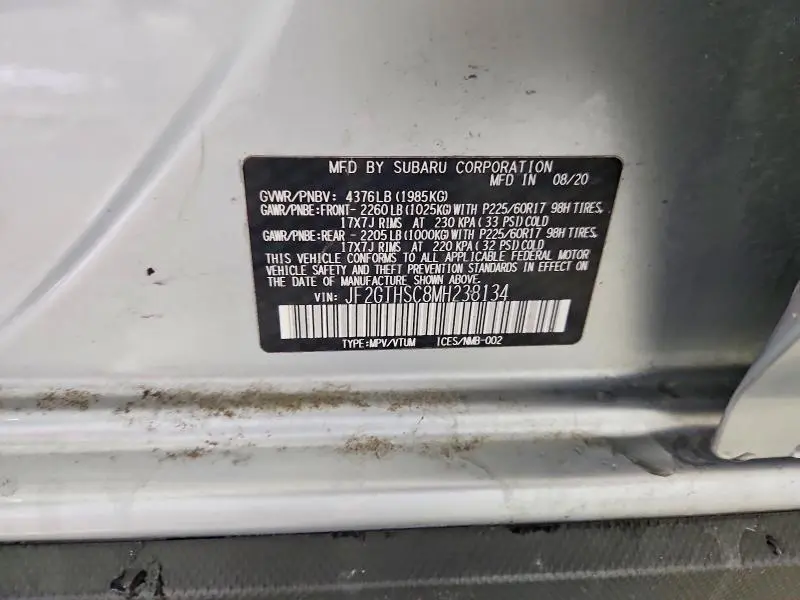 MFD BY SUBARU CORPORATION
MFD IN 08/20
GVWR/PNBV: 4376LB (1985KG)
GAWR/PNBE: FRONT- 2260 LB (1025KG) WITH P225/60R17 98H TIRES,
17X7J RIMS AT 230 KPA (33 PSI) COLD
GAWR/PNBE: REAR - 2205 LB (1000KG) WITH P225/60R17 98H TIRES,
17X7J RIMS AT 220 KPA (32 PSI) COLD
THIS VEHICLE CONFORMS TO ALL APPLICABLE FEDERAL MOTOR
VEHICLE SAFETY AND THEFT PREVENTION STANDARDS IN EFFECT ON
THE DATE OF MANUFACTURE SHOWN ABOVE.
VIN: JF2GTHSC8MH238134
TYPE:MPV/VTUM ICES/NMB-002